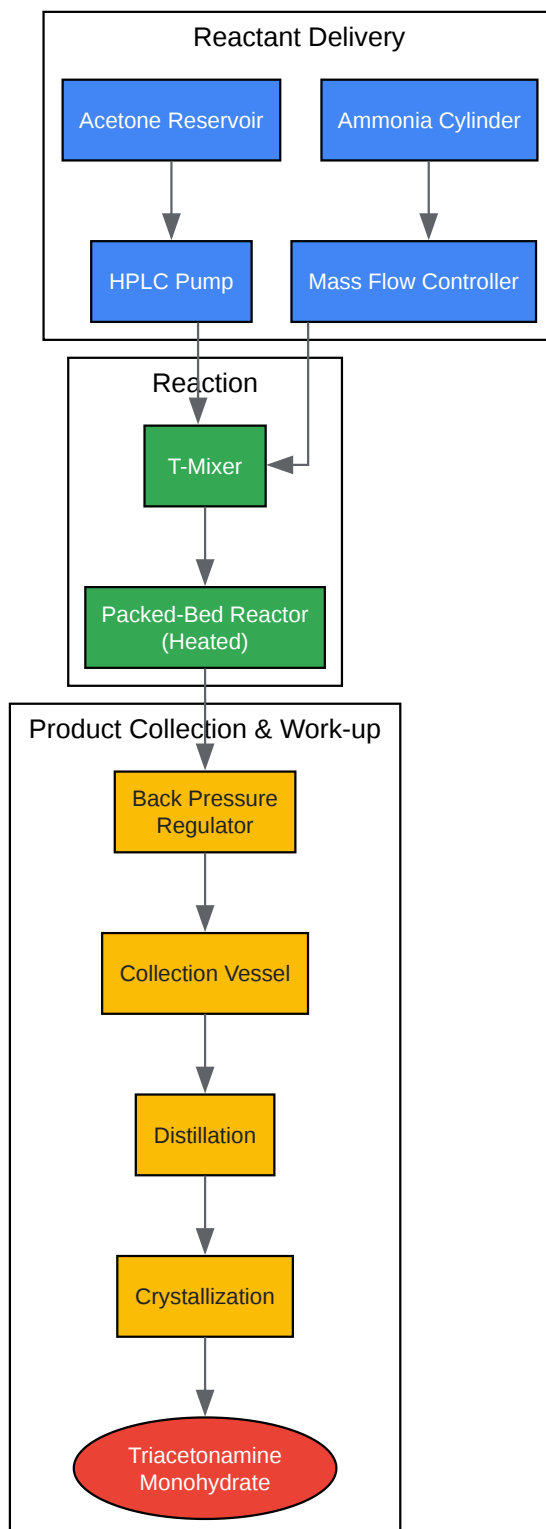 Reactant Delivery
Acetone Reservoir
Ammonia Cylinder
HPLC Pump
Mass Flow Controller
Reaction
T-Mixer
Packed-Bed Reactor
(Heated)
Product Collection & Work-up
Back Pressure
Regulator
Collection Vessel
Distillation
Crystallization
Triacetonamine
Monohydrate